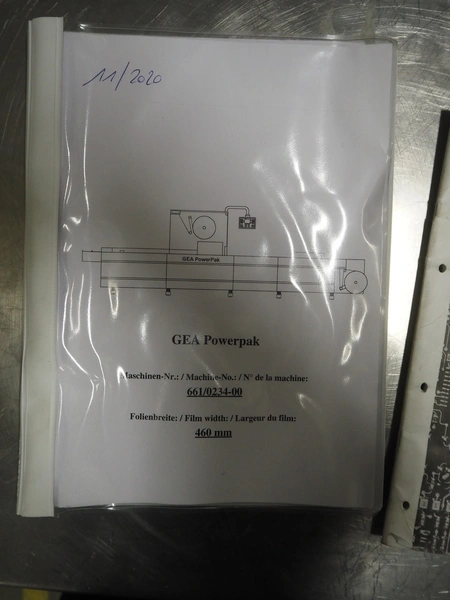 11/2020
GEA PowerPak
GEA Powerpak
Maschinen-Nr.: / Machine-No.: / N° de la machine:
661/0234-00
Folienbreite: / Film width: / Largeur du film:
460 mm